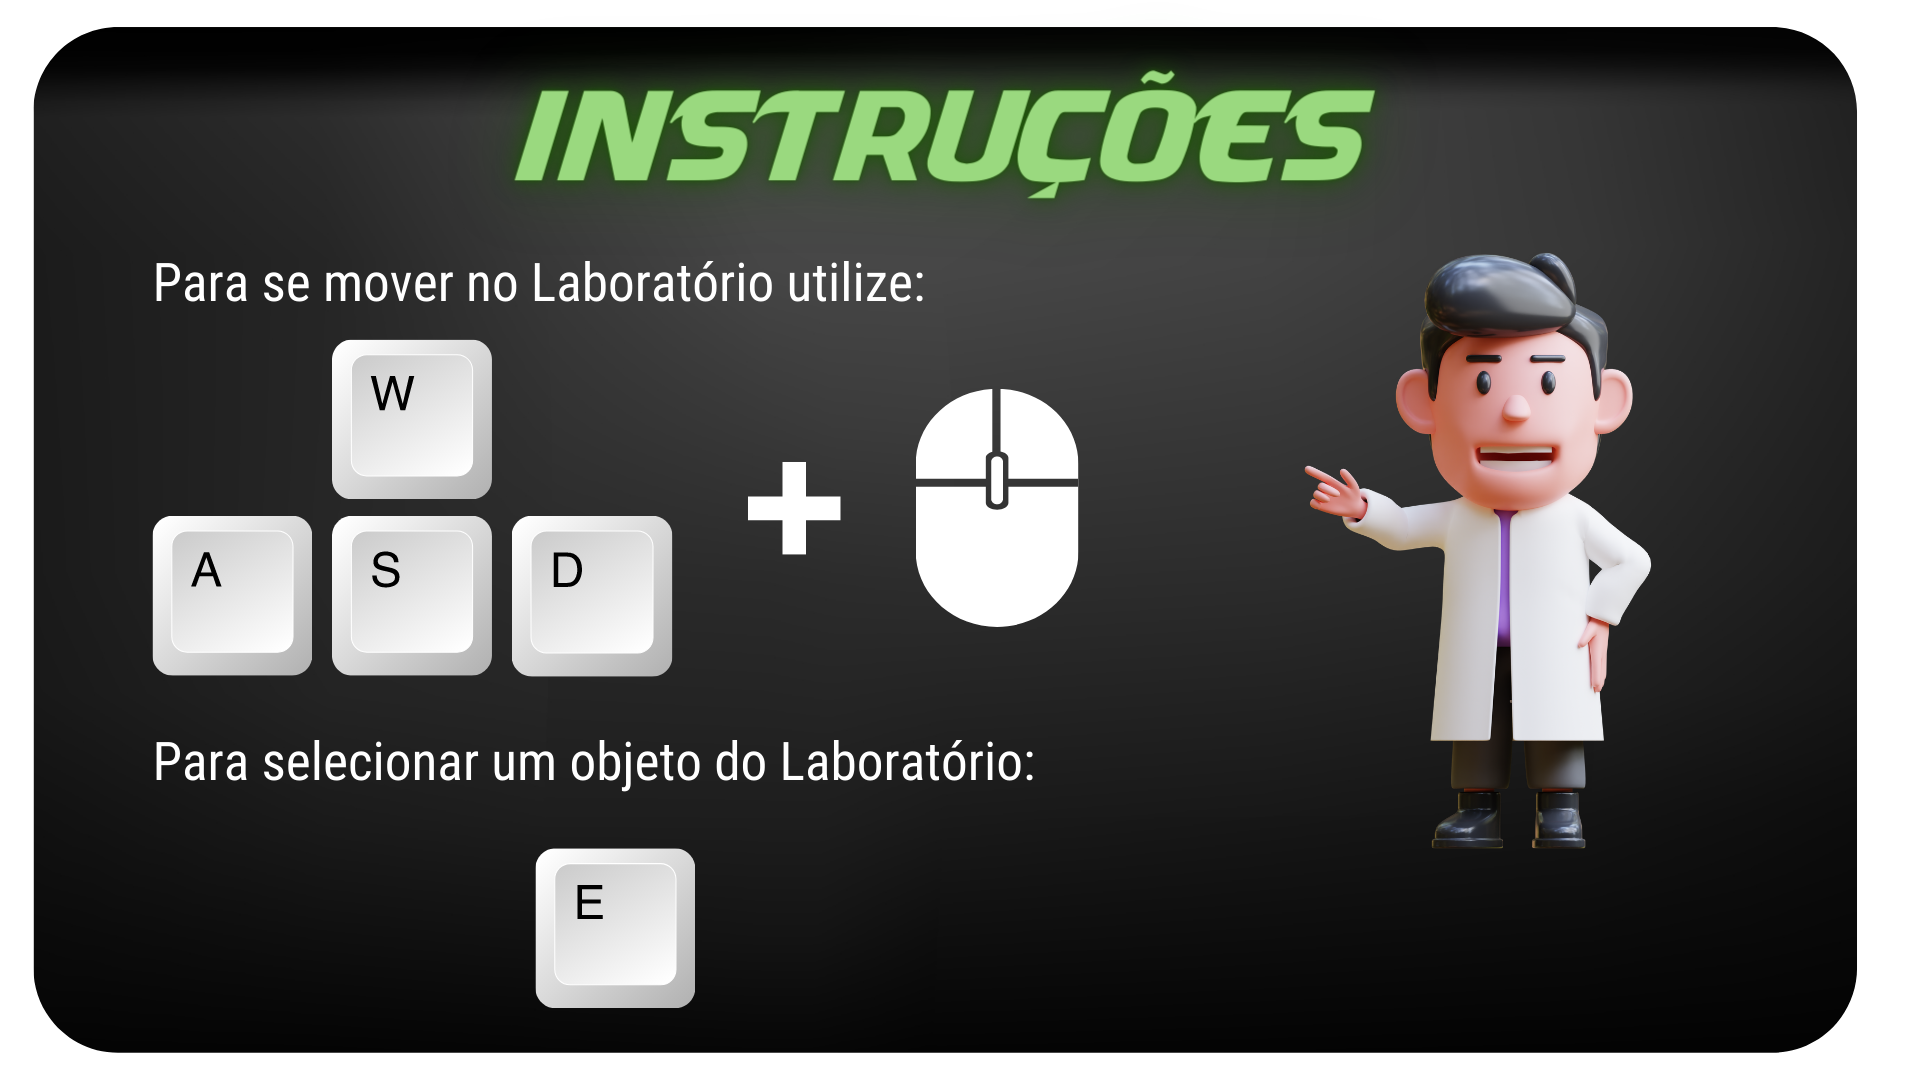 INSTRUÇÕES
Para se mover no Laboratório utilize:
W
A S D
Para selecionar um objeto do Laboratório:
E